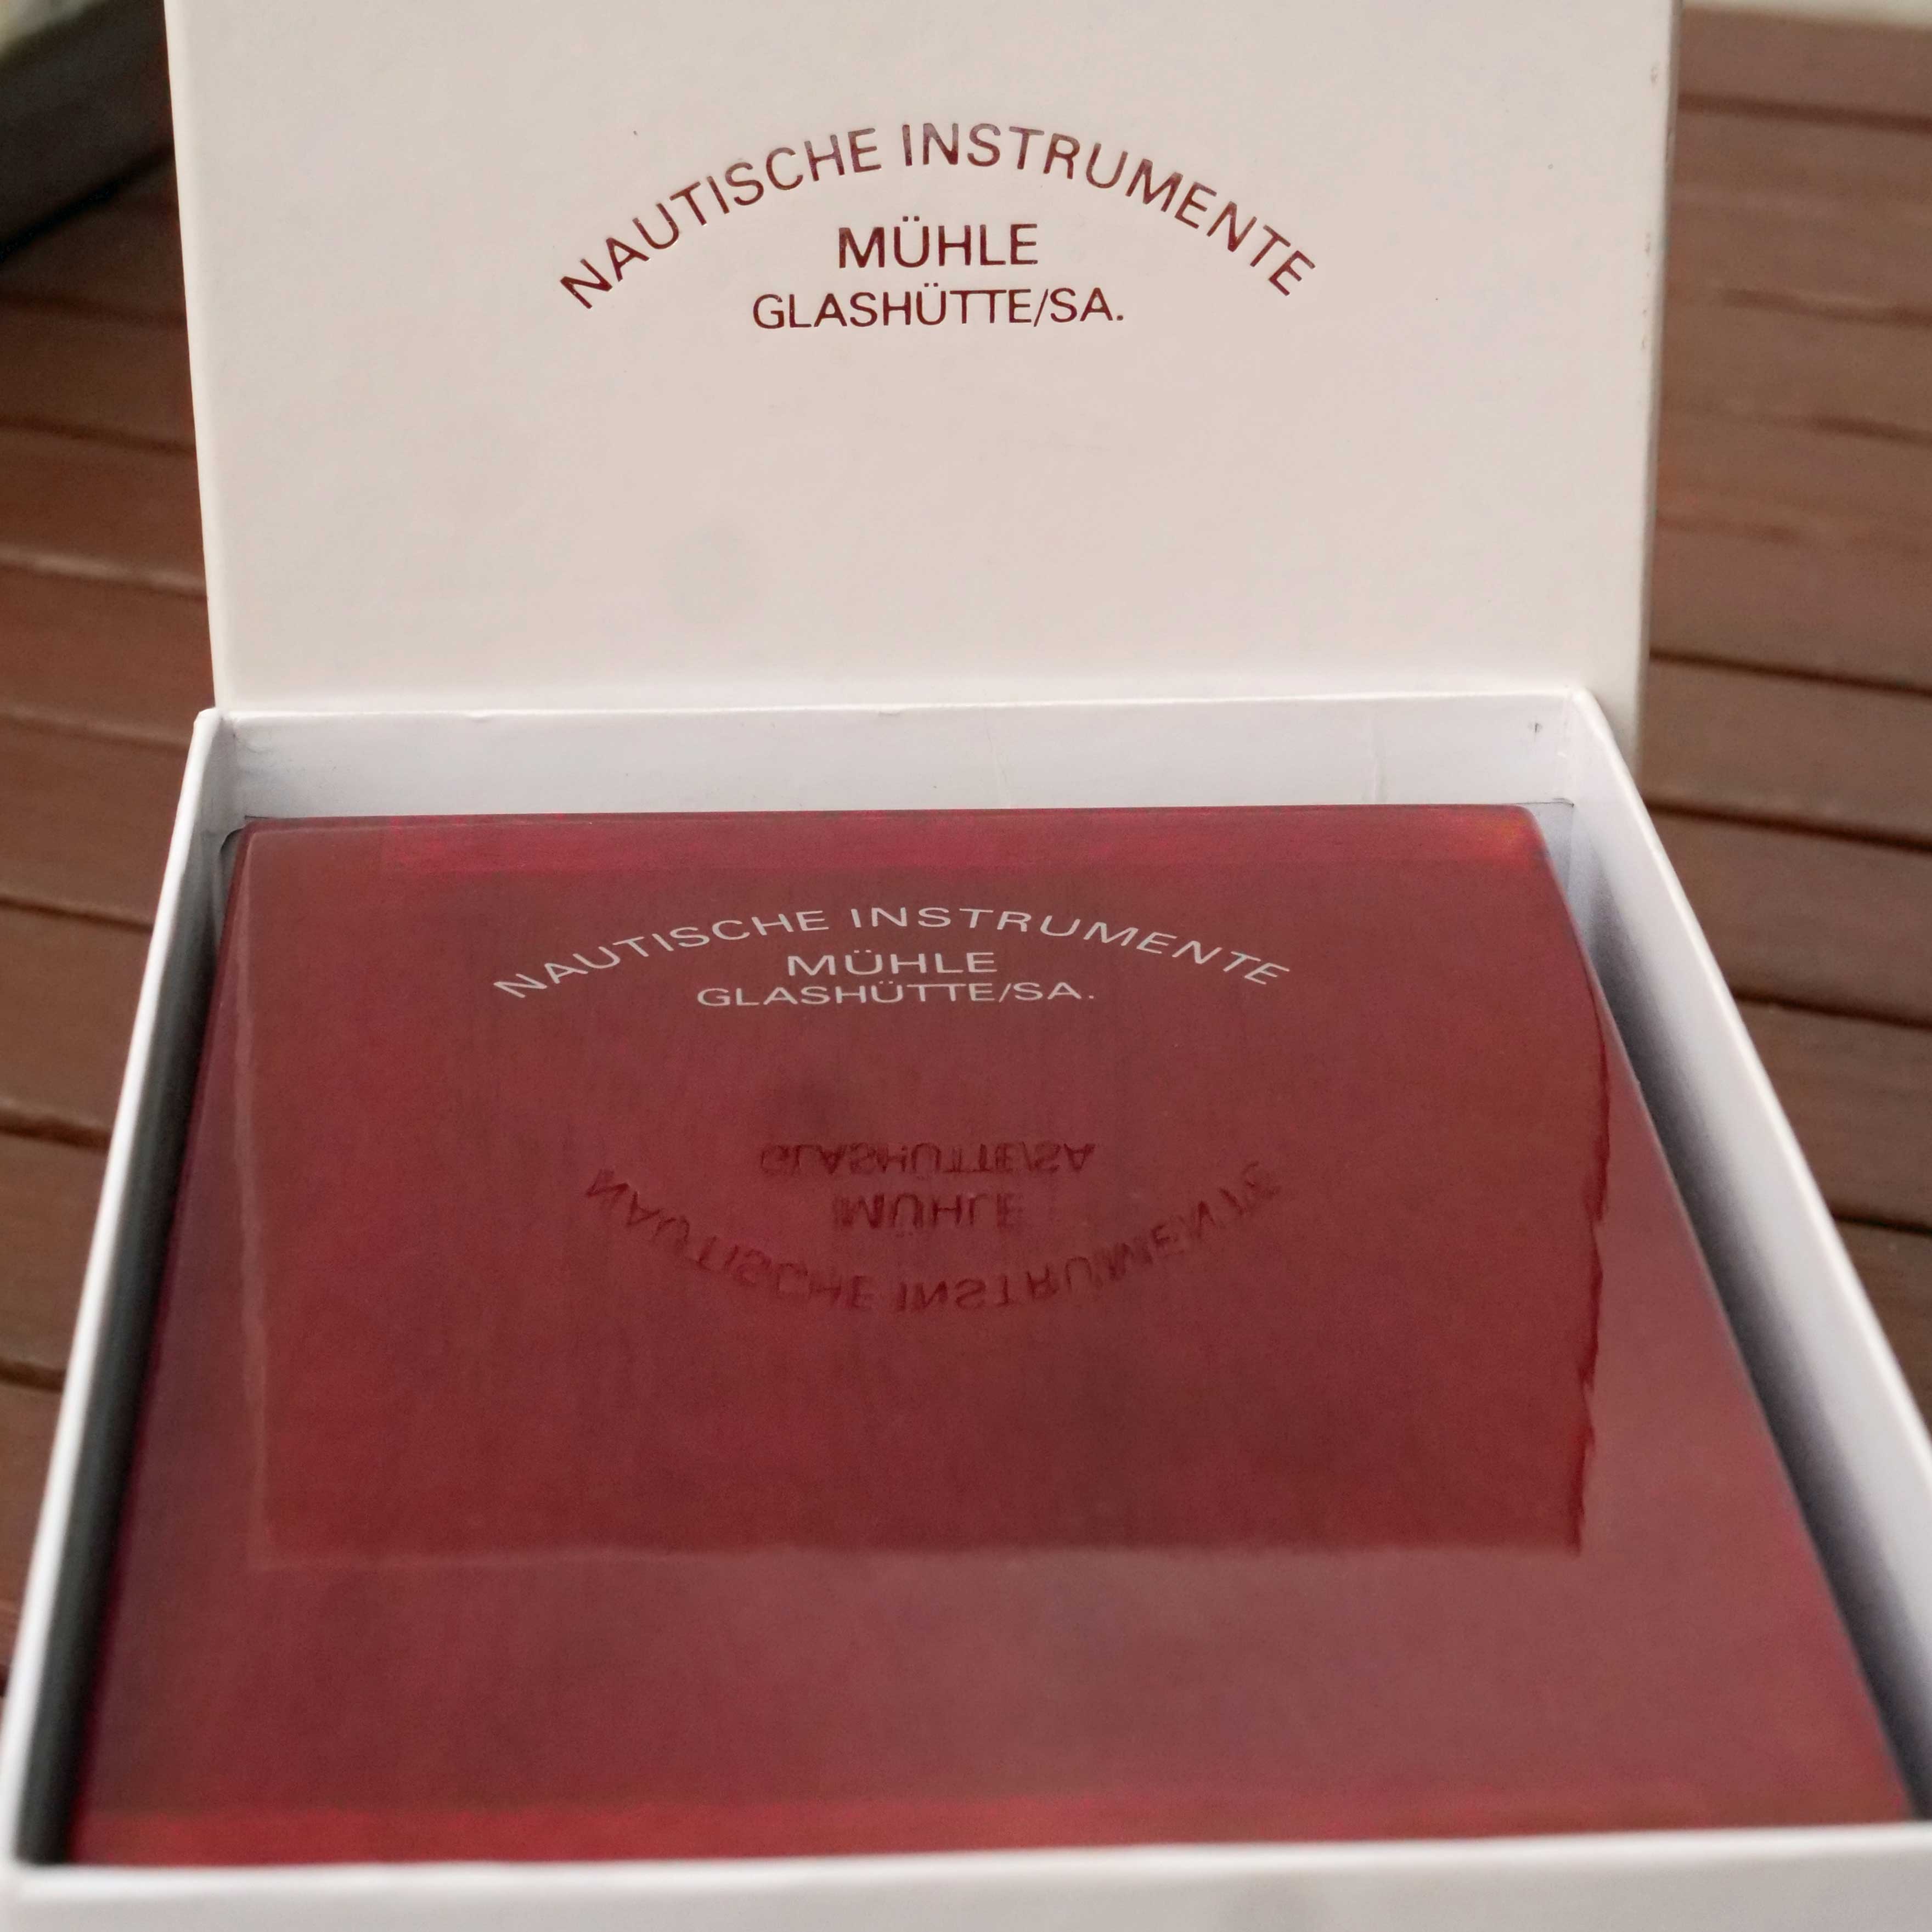 NAUTISCHE INSTRUMENTE
MÜHLE
GLASHÜTTE/SA.
NAUTISCHE INSTRUMENTE
MÜHLE
GLASHÜTTE/SA.